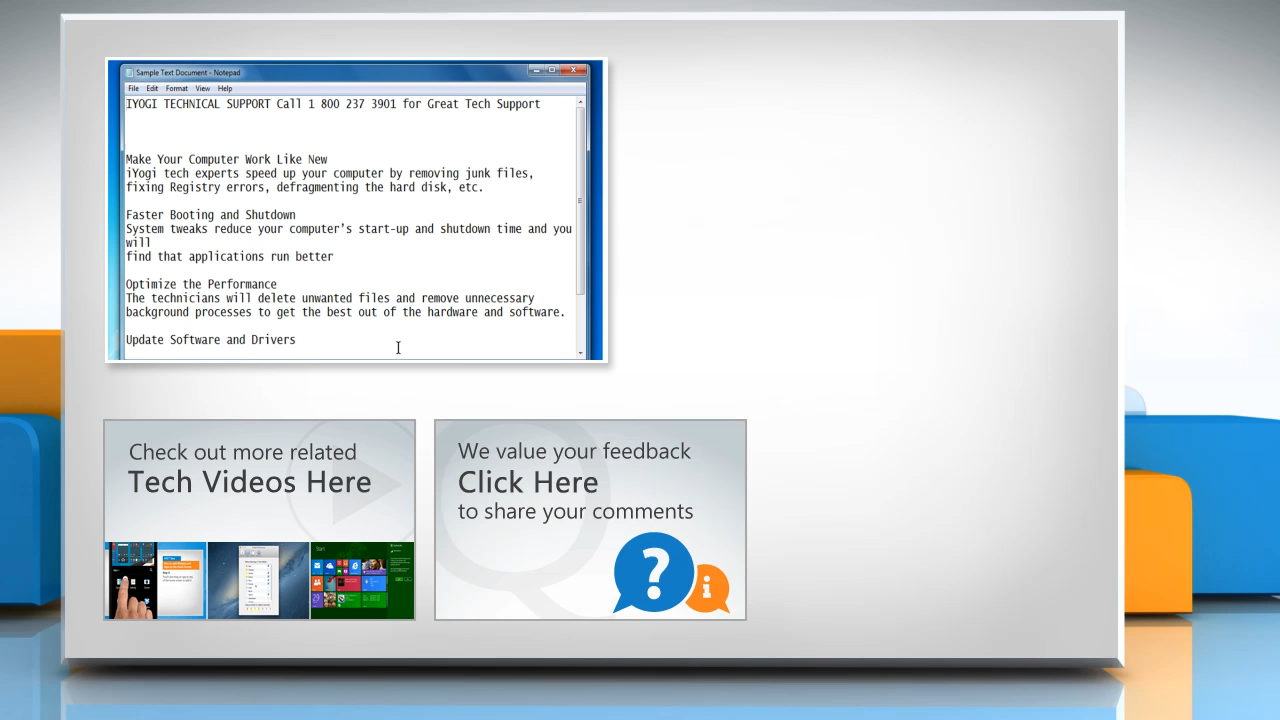 Sample Text Document - Notepad
File Edit Format View Help
IYOGI TECHNICAL SUPPORT Call 1 800 237 3901 for Great Tech Support
Make Your Computer Work Like New
iYogi tech experts speed up your computer by removing junk files,
fixing Registry errors, defragmenting the hard disk, etc.
Faster Booting and Shutdown
System tweaks reduce your computer's start-up and shutdown time and you
will
find that applications run better
Optimize the Performance
The technicians will delete unwanted files and remove unnecessary
background processes to get the best out of the hardware and software.
Update Software and Drivers
Check out more related
Tech Videos Here
Start
We value your feedback
Click Here
to share your comments
?
i